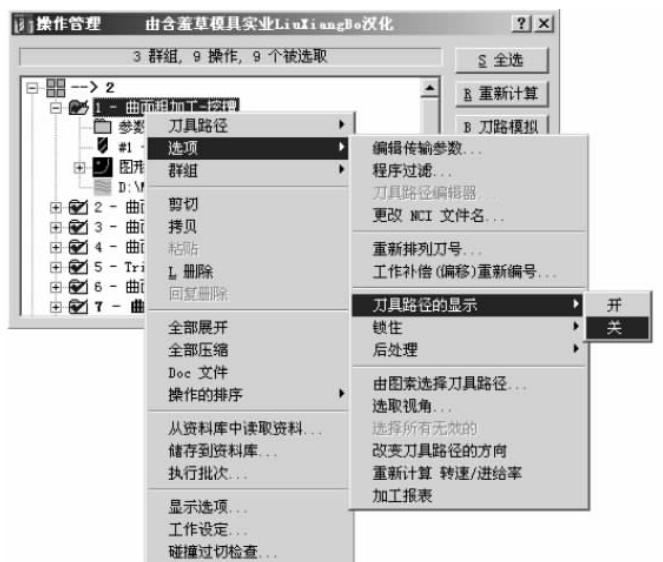 操作管理 由含羞草模具实业LiuXiangBo汉化 ? ×
3 群组, 9 操作, 9 个被选取
S 全选
--> 2
R 重新计算
1 - 曲面粗加工-挖槽
B 刀路模拟
参数
#1 -
图形
D:\
2 - 曲面
3 - 曲面
4 - 曲面
5 - Tri
6 - 曲面
7 - 曲
刀具路径
选项
群组
剪切
拷贝
粘贴
L 删除
回复删除
全部展开
全部压缩
Doc 文件
操作的排序
从资料库中读取资料...
储存到资料库...
执行批次...
显示选项...
工作设定...
碰撞过切检查...
编辑传输参数...
程序过滤...
刀具路径编辑器...
更改 NCI 文件名...
重新排列刀号...
工作补偿(偏移)重新编号...
刀具路径的显示
锁住
后处理
由图素选择刀具路径...
选取视角...
选择所有无效的
改变刀具路径的方向
重新计算 转速/进给率
加工报表
开
关